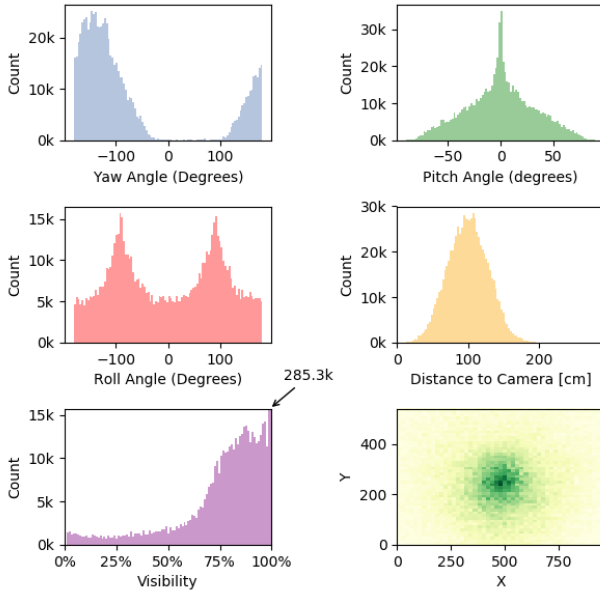 20k
10k
0k
Count
−100 0 100
Yaw Angle (Degrees)
30k
20k
10k
0k
Count
−50 0 50
Pitch Angle (degrees)
15k
10k
5k
0k
Count
−100 0 100
Roll Angle (Degrees)
30k
20k
10k
0k
Count
0 100 200
Distance to Camera [cm]
285.3k
15k
10k
5k
0k
Count
0% 25% 50% 75% 100%
Visibility
400
200
0
Y
0 250 500 750
X